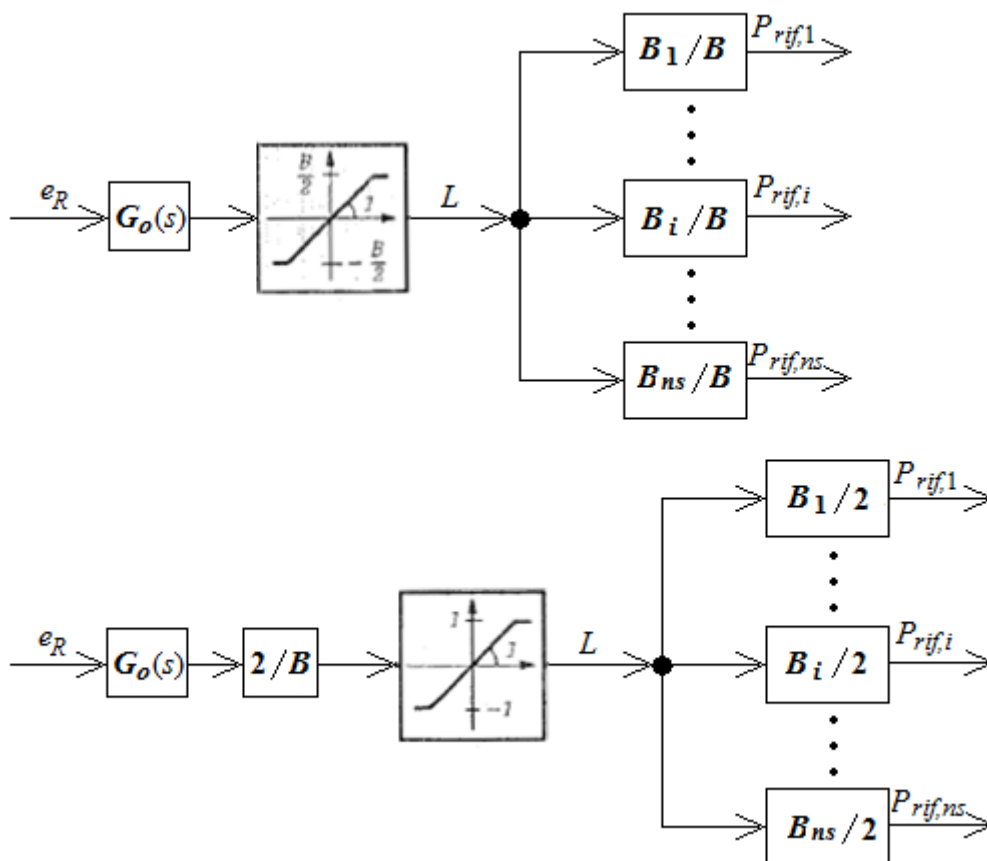 e_R
G_o(s)
B/2
1
- B/2
L
B_1/B
P_rif,1
B_i/B
P_rif,i
B_ns/B
P_rif,ns
e_R
G_o(s)
2/B
1
1
-1
L
B_1/2
P_rif,1
B_i/2
P_rif,i
B_ns/2
P_rif,ns